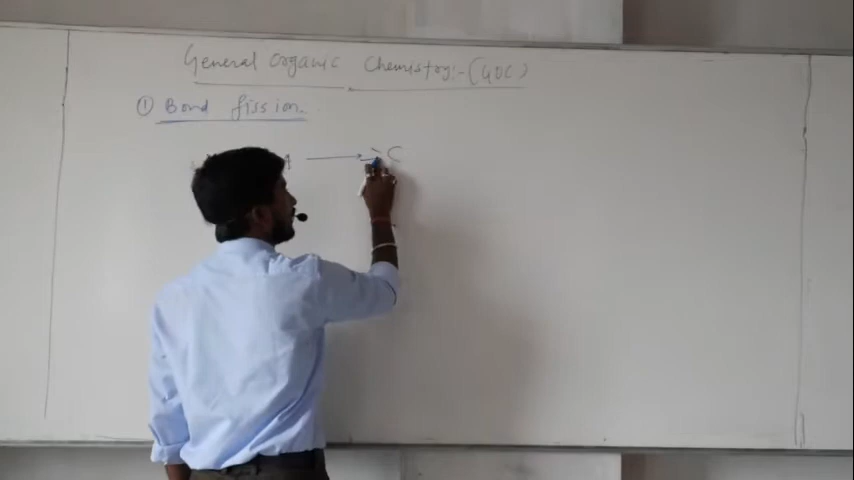 General Organic Chemistry:- (GOC)
① Bond fission.
⟶ C